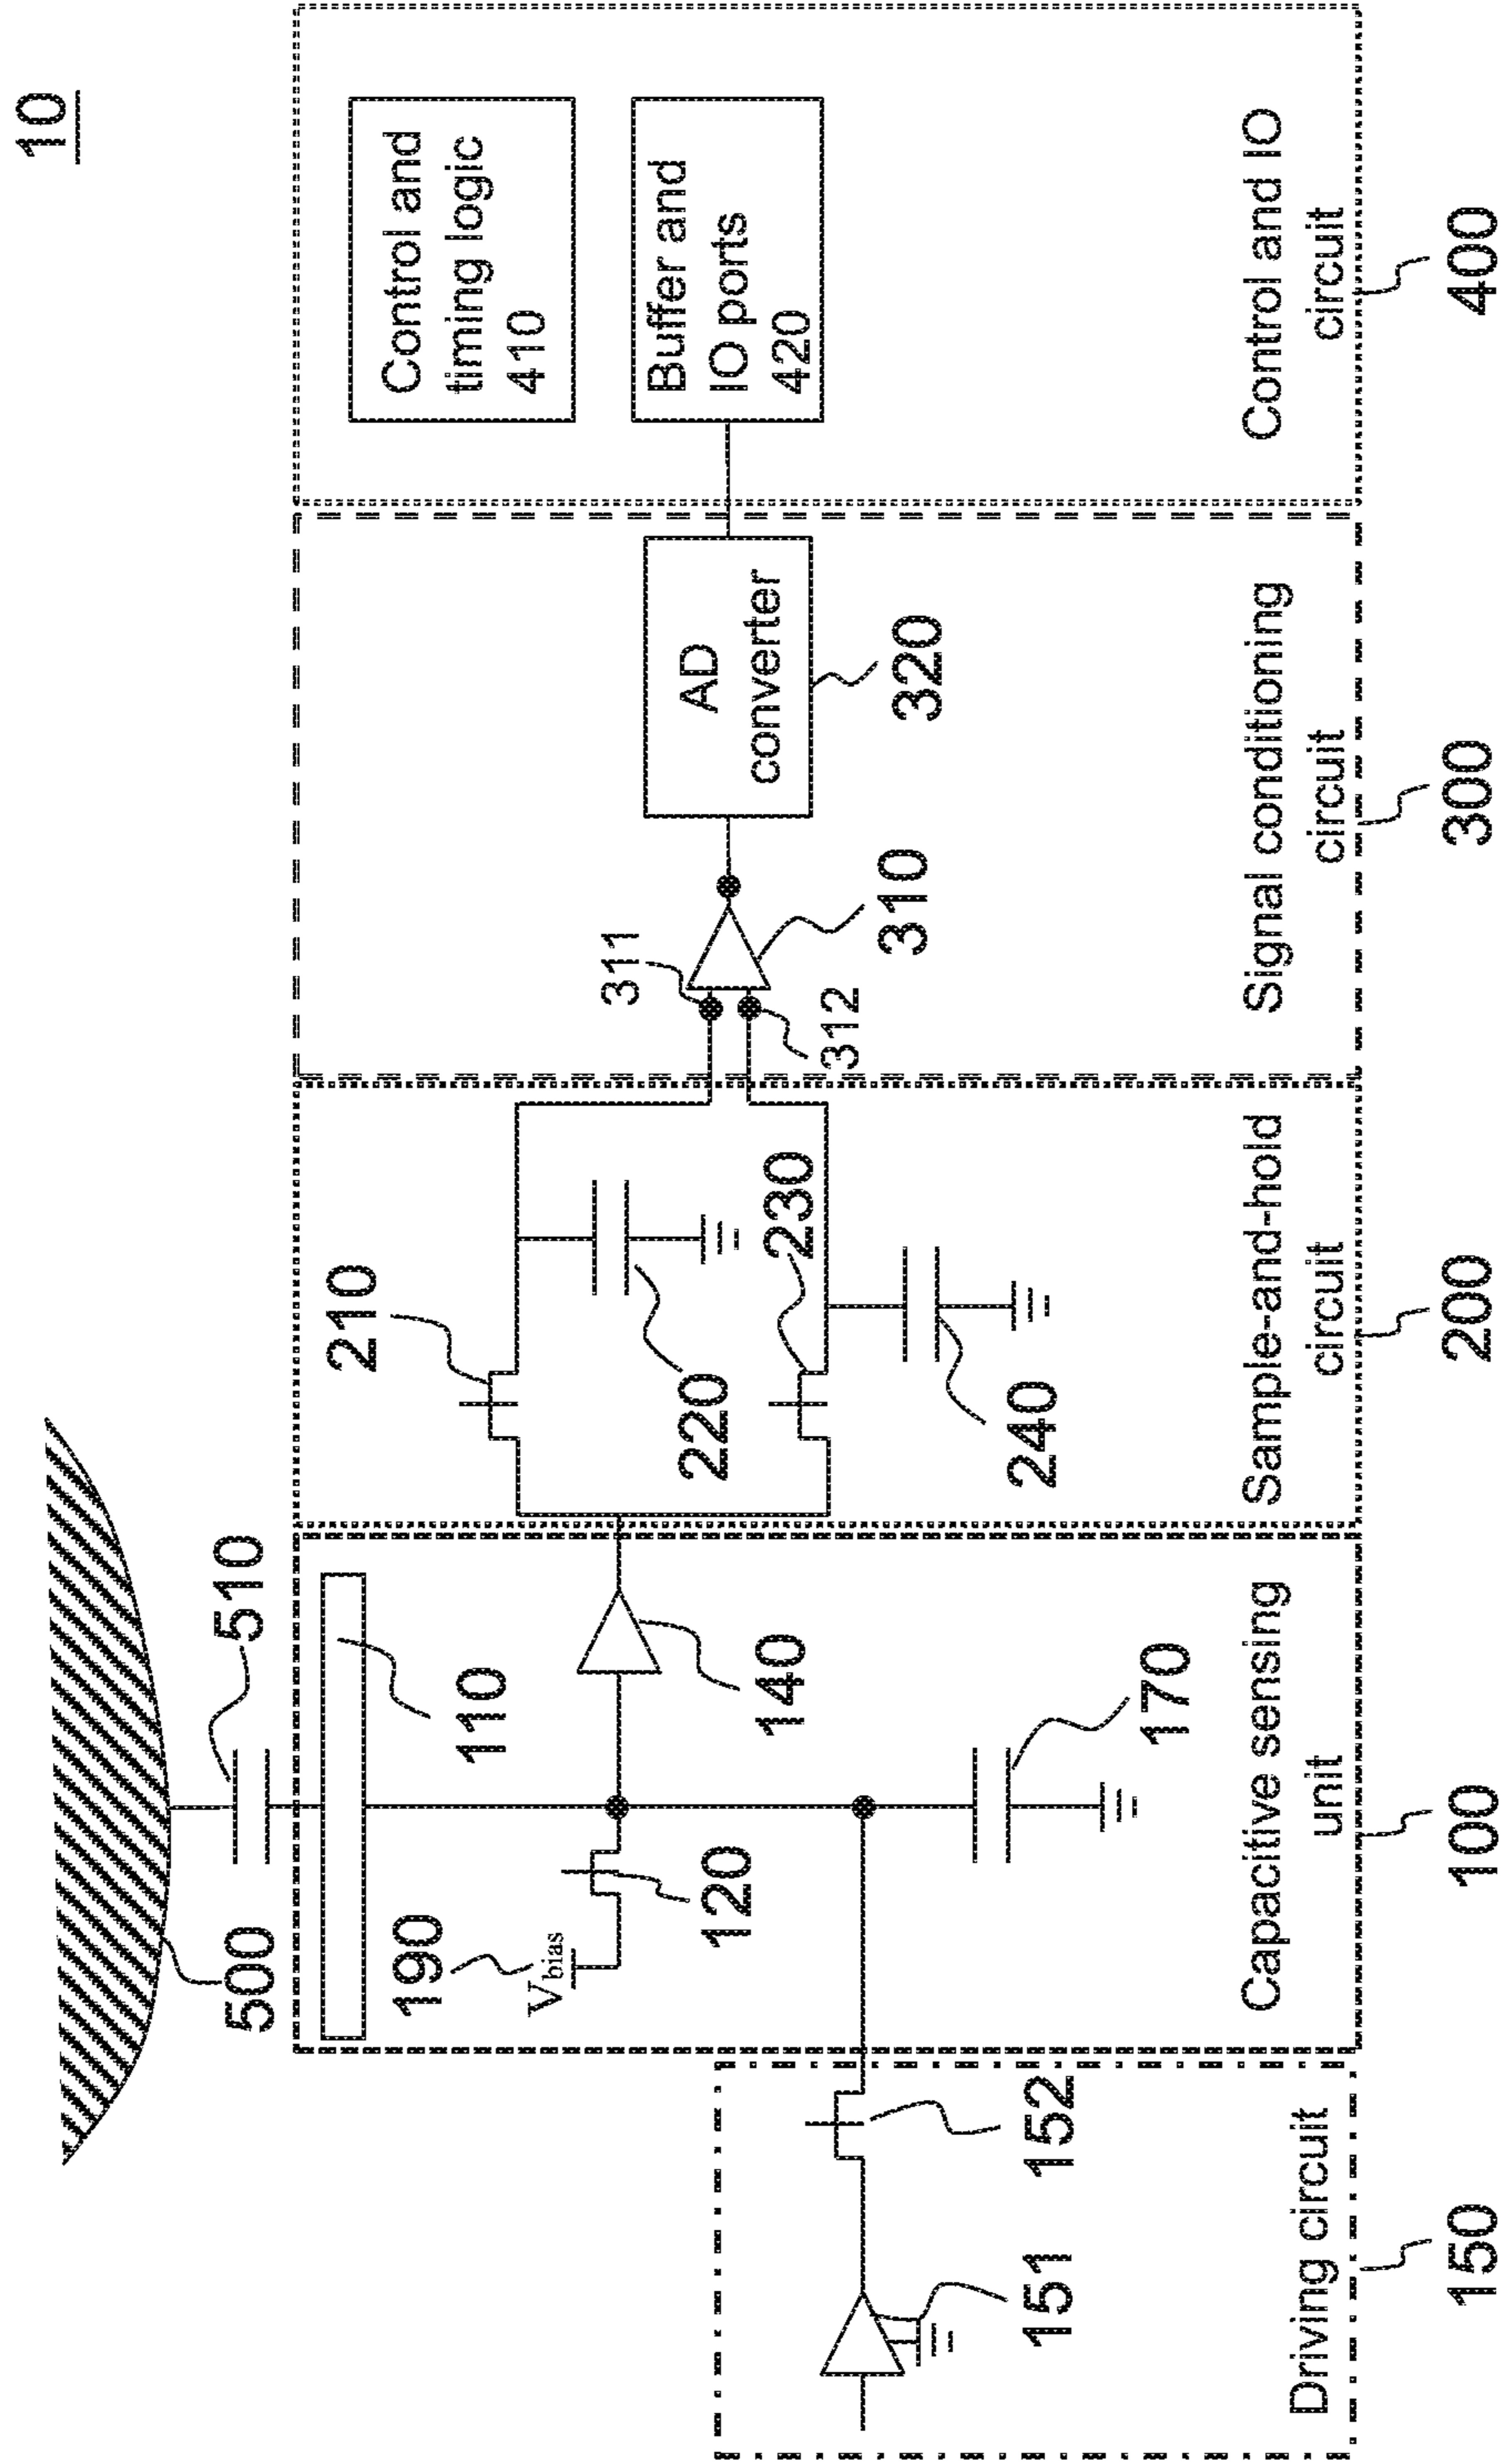 10
500
510
110
190
V_bias
120
140
170
210
220
230
240
311
312
310
AD
converter
320
Control and
timing logic
410
Buffer and
IO ports
420
151
152
Driving circuit
150
Capacitive sensing
unit
100
Sample-and-hold
circuit
200
Signal conditioning
circuit
300
Control and IO
circuit
400